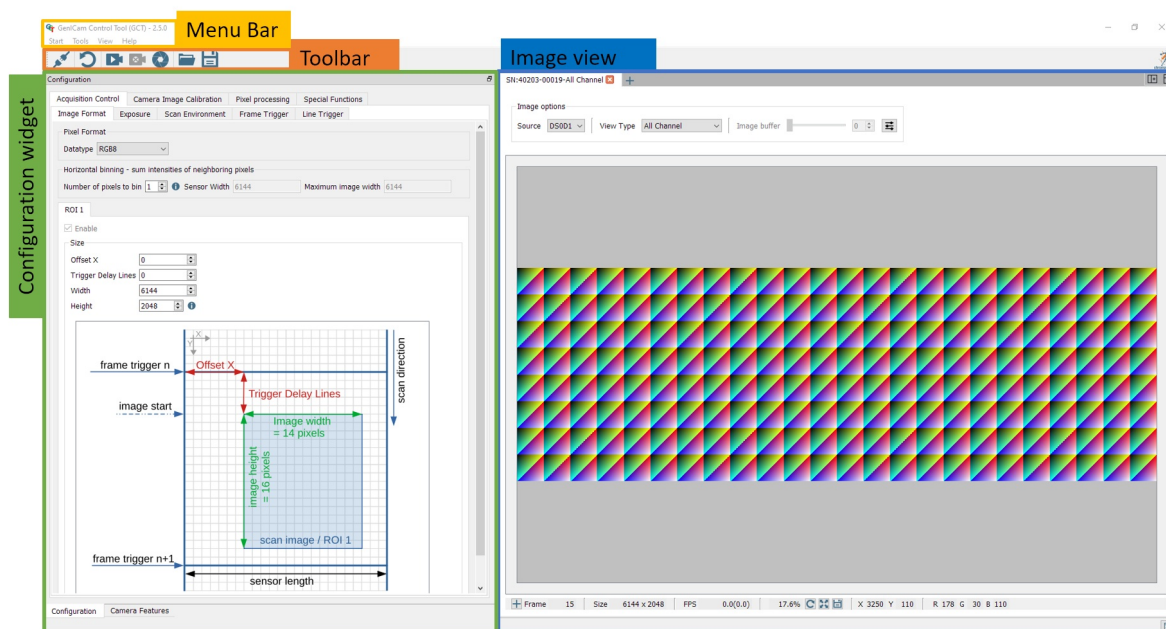 GenICam Control Tool (GCT) - 2.5.0
Menu Bar
Start Tools View Help
Toolbar
Image view
Configuration widget
Configuration
SN:40203-00019-All Channel
Acquisition Control Camera Image Calibration Pixel processing Special Functions
Image Format Exposure Scan Environment Frame Trigger Line Trigger
Pixel Format
Datatype RGB8
Horizontal binning - sum intensities of neighboring pixels
Number of pixels to bin 1 Sensor Width 6144 Maximum image width 6144
ROI 1
Enable
Size
Offset X 0
Trigger Delay Lines 0
Width 6144
Height 2048
X
Y
frame trigger n
Offset X
scan direction
Trigger Delay Lines
image start
Image width
= 14 pixels
image height
= 16 pixels
scan image / ROI 1
frame trigger n+1
sensor length
Configuration Camera Features
Image options
Source DS0D1 View Type All Channel Image buffer 0
Frame 15 Size 6144 x 2048 FPS 0.0(0.0) 17.6% X 3250 Y 110 R 178 G 30 B 110